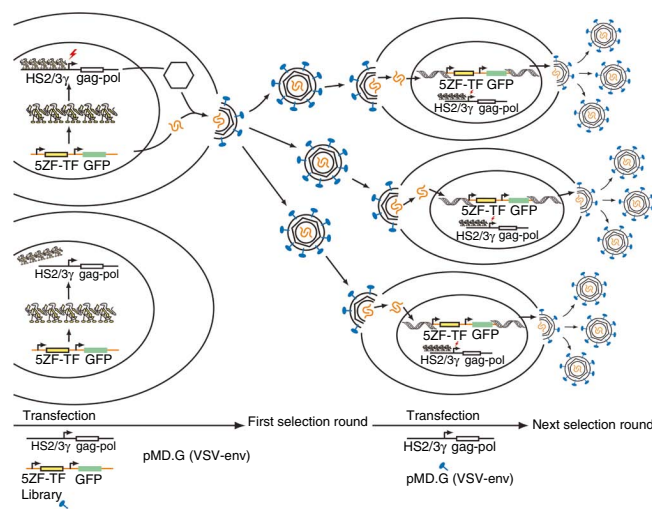 HS2/3γ gag-pol
5ZF-TF GFP
HS2/3γ gag-pol
5ZF-TF GFP
5ZF-TF GFP
HS2/3γ gag-pol
5ZF-TF GFP
HS2/3γ gag-pol
5ZF-TF GFP
HS2/3γ gag-pol
Transfection
First selection round
Transfection
Next selection round
HS2/3γ gag-pol
pMD.G (VSV-env)
5ZF-TF GFP
Library
HS2/3γ gag-pol
pMD.G (VSV-env)